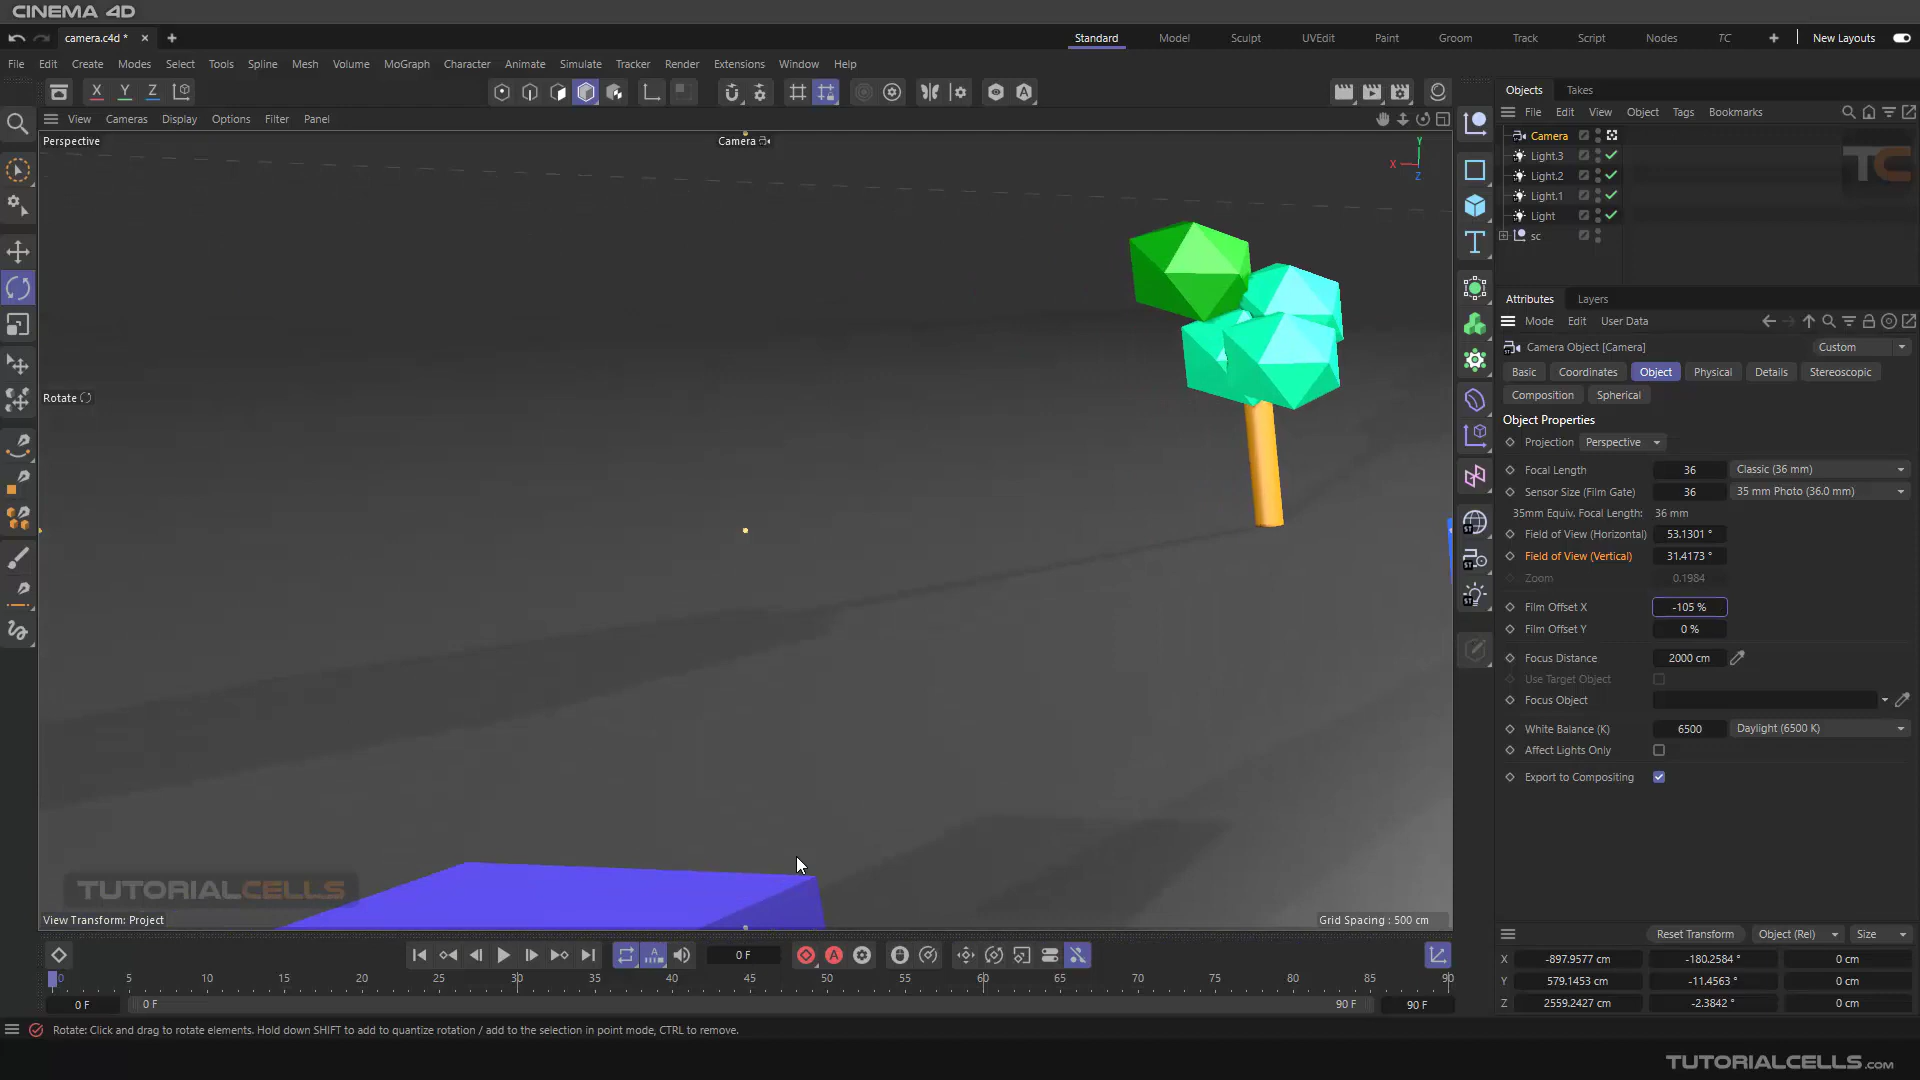 CINEMA 4D
camera.c4d *
Standard
Model
Sculpt
UVEdit
Paint
Groom
Track
Script
Nodes
TC
New Layouts
File Edit Create Modes Select Tools Spline Mesh Volume MoGraph Character Animate Simulate Tracker Render Extensions Window Help
X Y Z
View Cameras Display Options Filter Panel
Perspective
Camera
Y
X
Z
Rotate
TUTORIALCELLS
View Transform: Project
Grid Spacing : 500 cm
Objects Takes
File Edit View Object Tags Bookmarks
Camera
Light.3
Light.2
Light.1
Light
sc
TC
Attributes Layers
Mode Edit User Data
Camera Object [Camera]
Custom
Basic Coordinates Object Physical Details Stereoscopic
Composition Spherical
Object Properties
Projection Perspective
Focal Length 36 Classic (36 mm)
Sensor Size (Film Gate) 36 35 mm Photo (36.0 mm)
35mm Equiv. Focal Length: 36 mm
Field of View (Horizontal) 53.1301 °
Field of View (Vertical) 31.4173 °
Zoom 0.1984
Film Offset X -105 %
Film Offset Y 0 %
Focus Distance 2000 cm
Use Target Object
Focus Object
White Balance (K) 6500 Daylight (6500 K)
Affect Lights Only
Export to Compositing
0 F
0 5 10 15 20 25 30 35 40 45 50 55 60 65 70 75 80 85 90
0 F 0 F 90 F 90 F
Reset Transform Object (Rel) Size
X -897.9577 cm -180.2584 ° 0 cm
Y 579.1453 cm -11.4563 ° 0 cm
Z 2559.2427 cm -2.3842 ° 0 cm
Rotate: Click and drag to rotate elements. Hold down SHIFT to add to quantize rotation / add to the selection in point mode, CTRL to remove.
TUTORIALCELLS.com